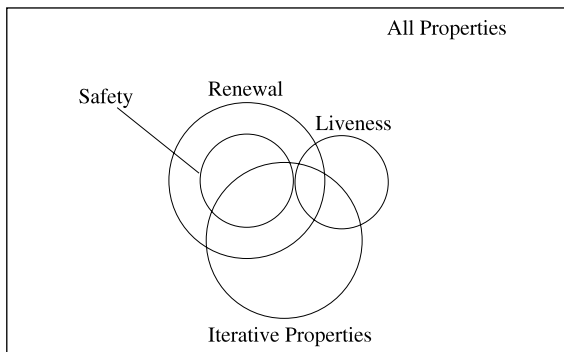 All Properties
Renewal
Safety
Liveness
Iterative Properties